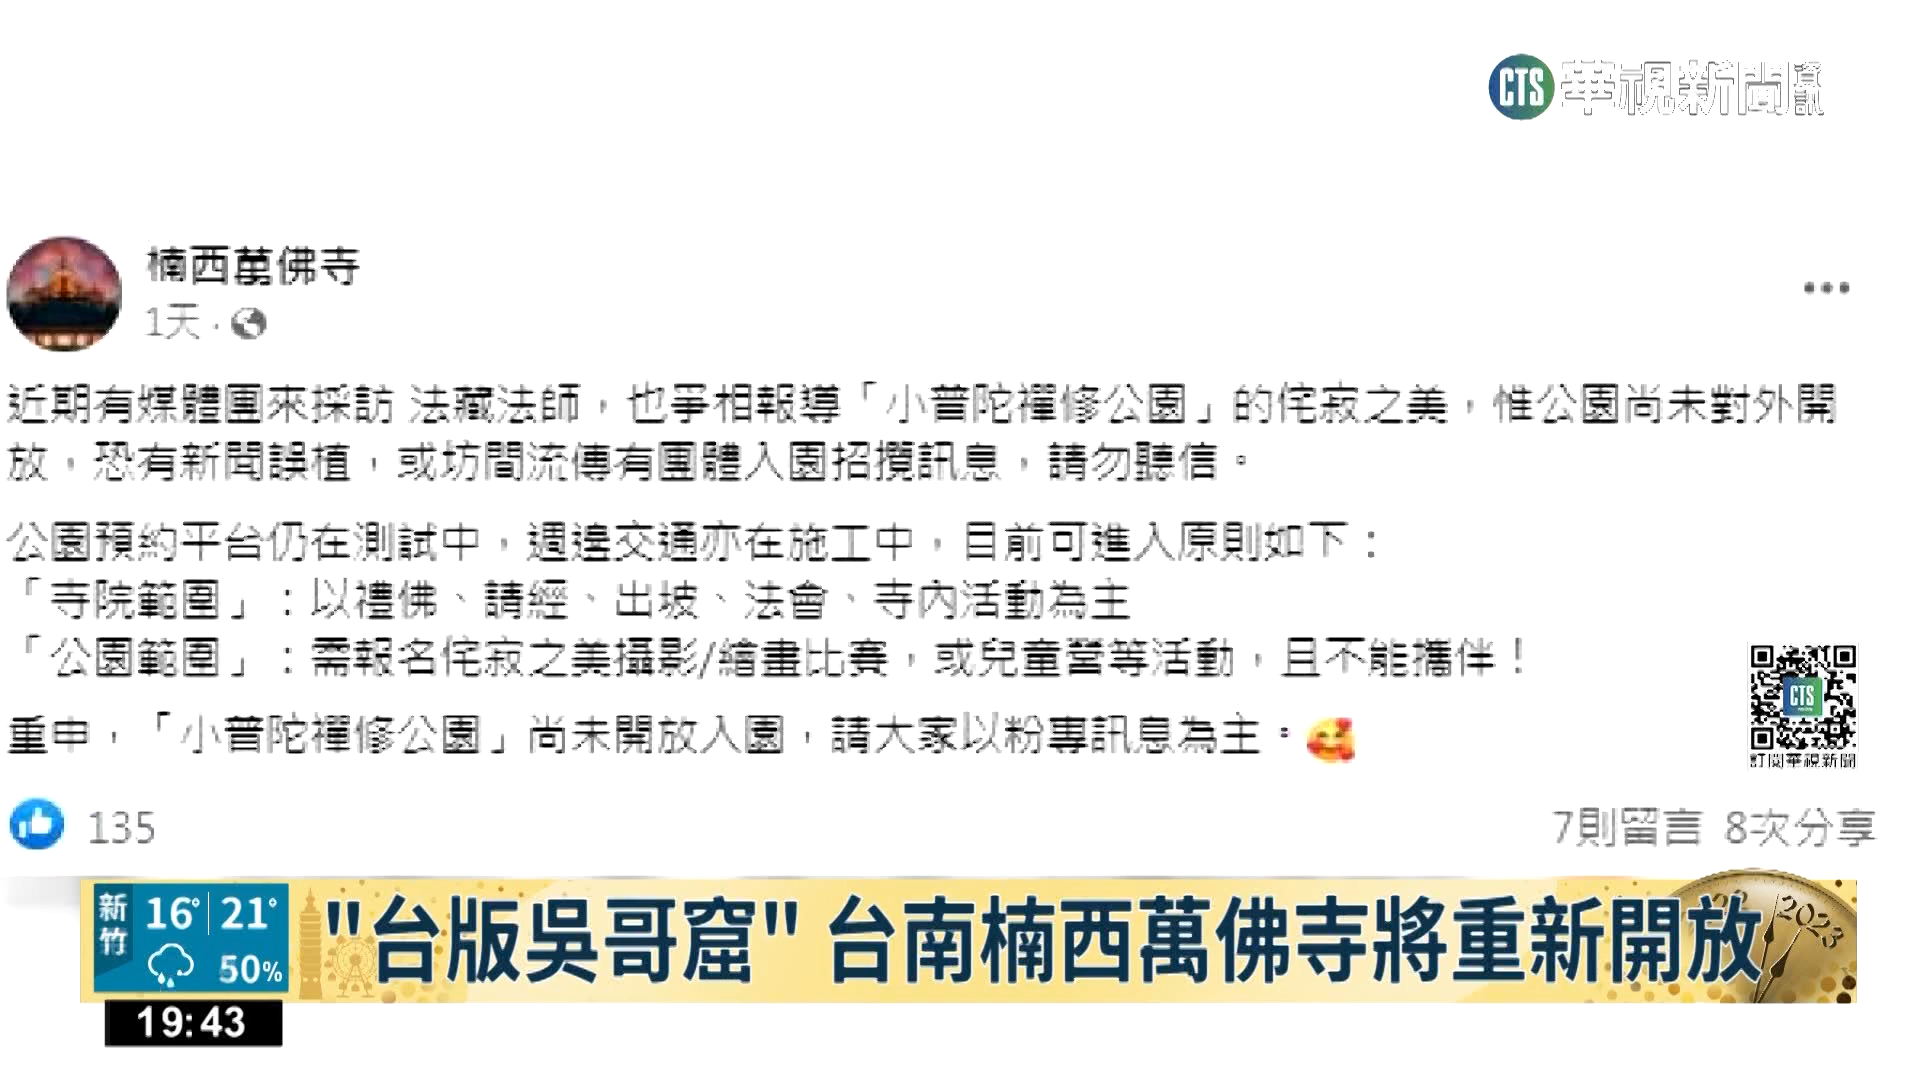 CTS 華視新聞資訊
楠西萬佛寺
1天·
近期有媒體團來採訪 法藏法師，也爭相報導「小普陀禪修公園」的侘寂之美，惟公園尚未對外開
放，恐有新聞誤植，或坊間流傳有團體入園招攬訊息，請勿聽信。
公園預約平台仍在測試中，週邊交通亦在施工中，目前可進入原則如下：
「寺院範圍」：以禮佛、請經、出坡、法會、寺內活動為主
「公園範圍」：需報名侘寂之美攝影/繪畫比賽，或兒童營等活動，且不能攜伴！
重申，「小普陀禪修公園」尚未開放入園，請大家以粉專訊息為主。🥰
CTS
訂閱華視新聞
135
7則留言 8次分享
新竹 16° 21°
50%
"台版吳哥窟" 台南楠西萬佛寺將重新開放
2023
19:43